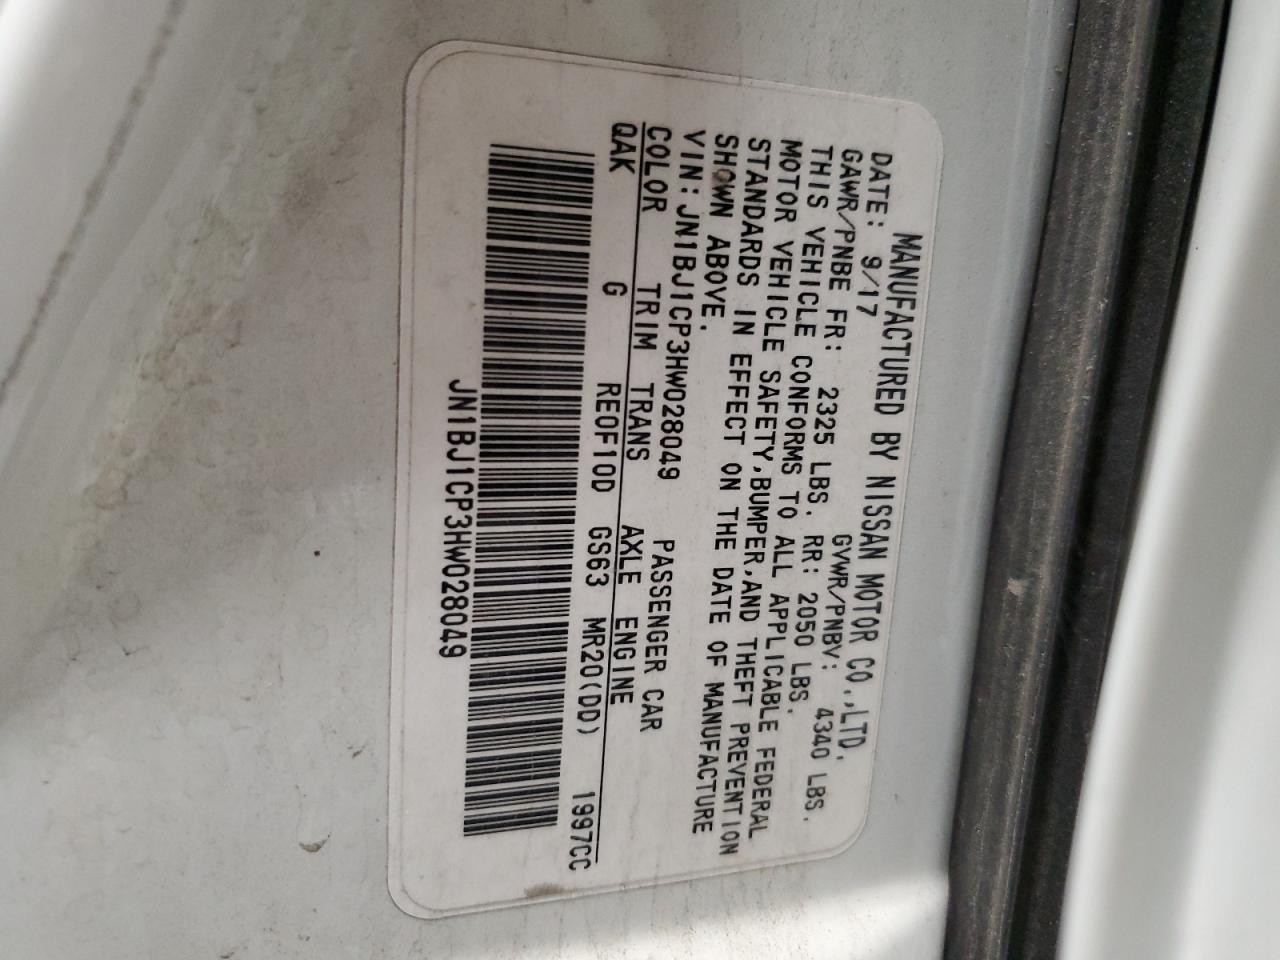 MANUFACTURED BY NISSAN MOTOR CO.,LTD.
DATE: 9/17 GVWR/PNBV: 4340 LBS.
GAWR/PNBE FR: 2325 LBS. RR: 2050 LBS.
THIS VEHICLE CONFORMS TO ALL APPLICABLE FEDERAL
MOTOR VEHICLE SAFETY,BUMPER,AND THEFT PREVENTION
STANDARDS IN EFFECT ON THE DATE OF MANUFACTURE
SHOWN ABOVE.
VIN:JN1BJ1CP3HW028049 PASSENGER CAR
COLOR TRIM TRANS AXLE ENGINE
QAK G RE0F10D GS63 MR20(DD) 1997CC
JN1BJ1CP3HW028049